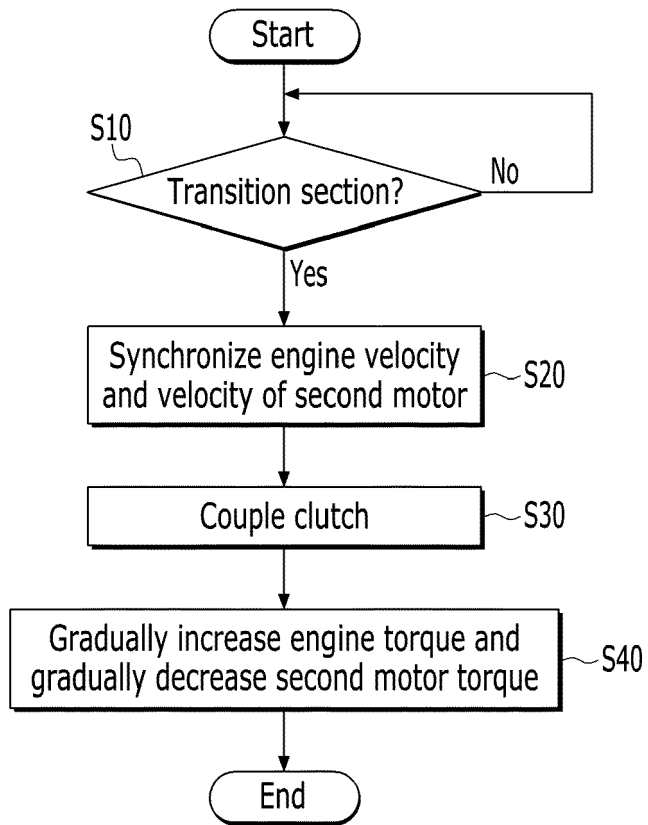 Start
S10
Transition section?
No
Yes
Synchronize engine velocity
and velocity of second motor
S20
Couple clutch
S30
Gradually increase engine torque and
gradually decrease second motor torque
S40
End